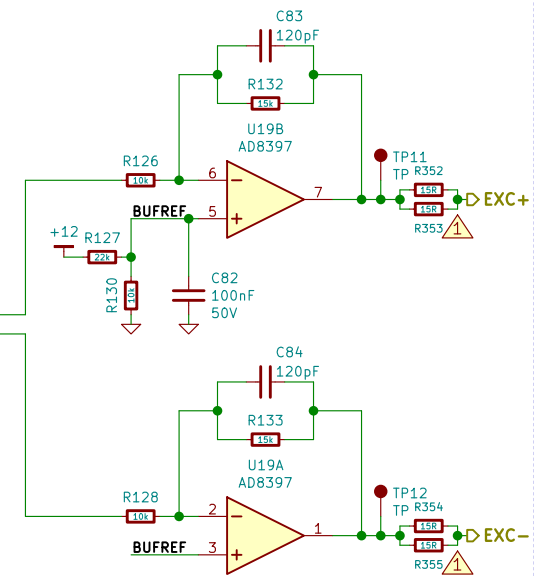 C83
120pF
R132
15k
U19B
AD8397
R126
10k
6
7
5
BUFREF
TP11
TP
R352
15R
15R
R353
EXC+
1
+12
R127
22k
R130
10k
C82
100nF
50V
C84
120pF
R133
15k
U19A
AD8397
R128
10k
2
1
3
BUFREF
TP12
TP
R354
15R
15R
R355
EXC-
1